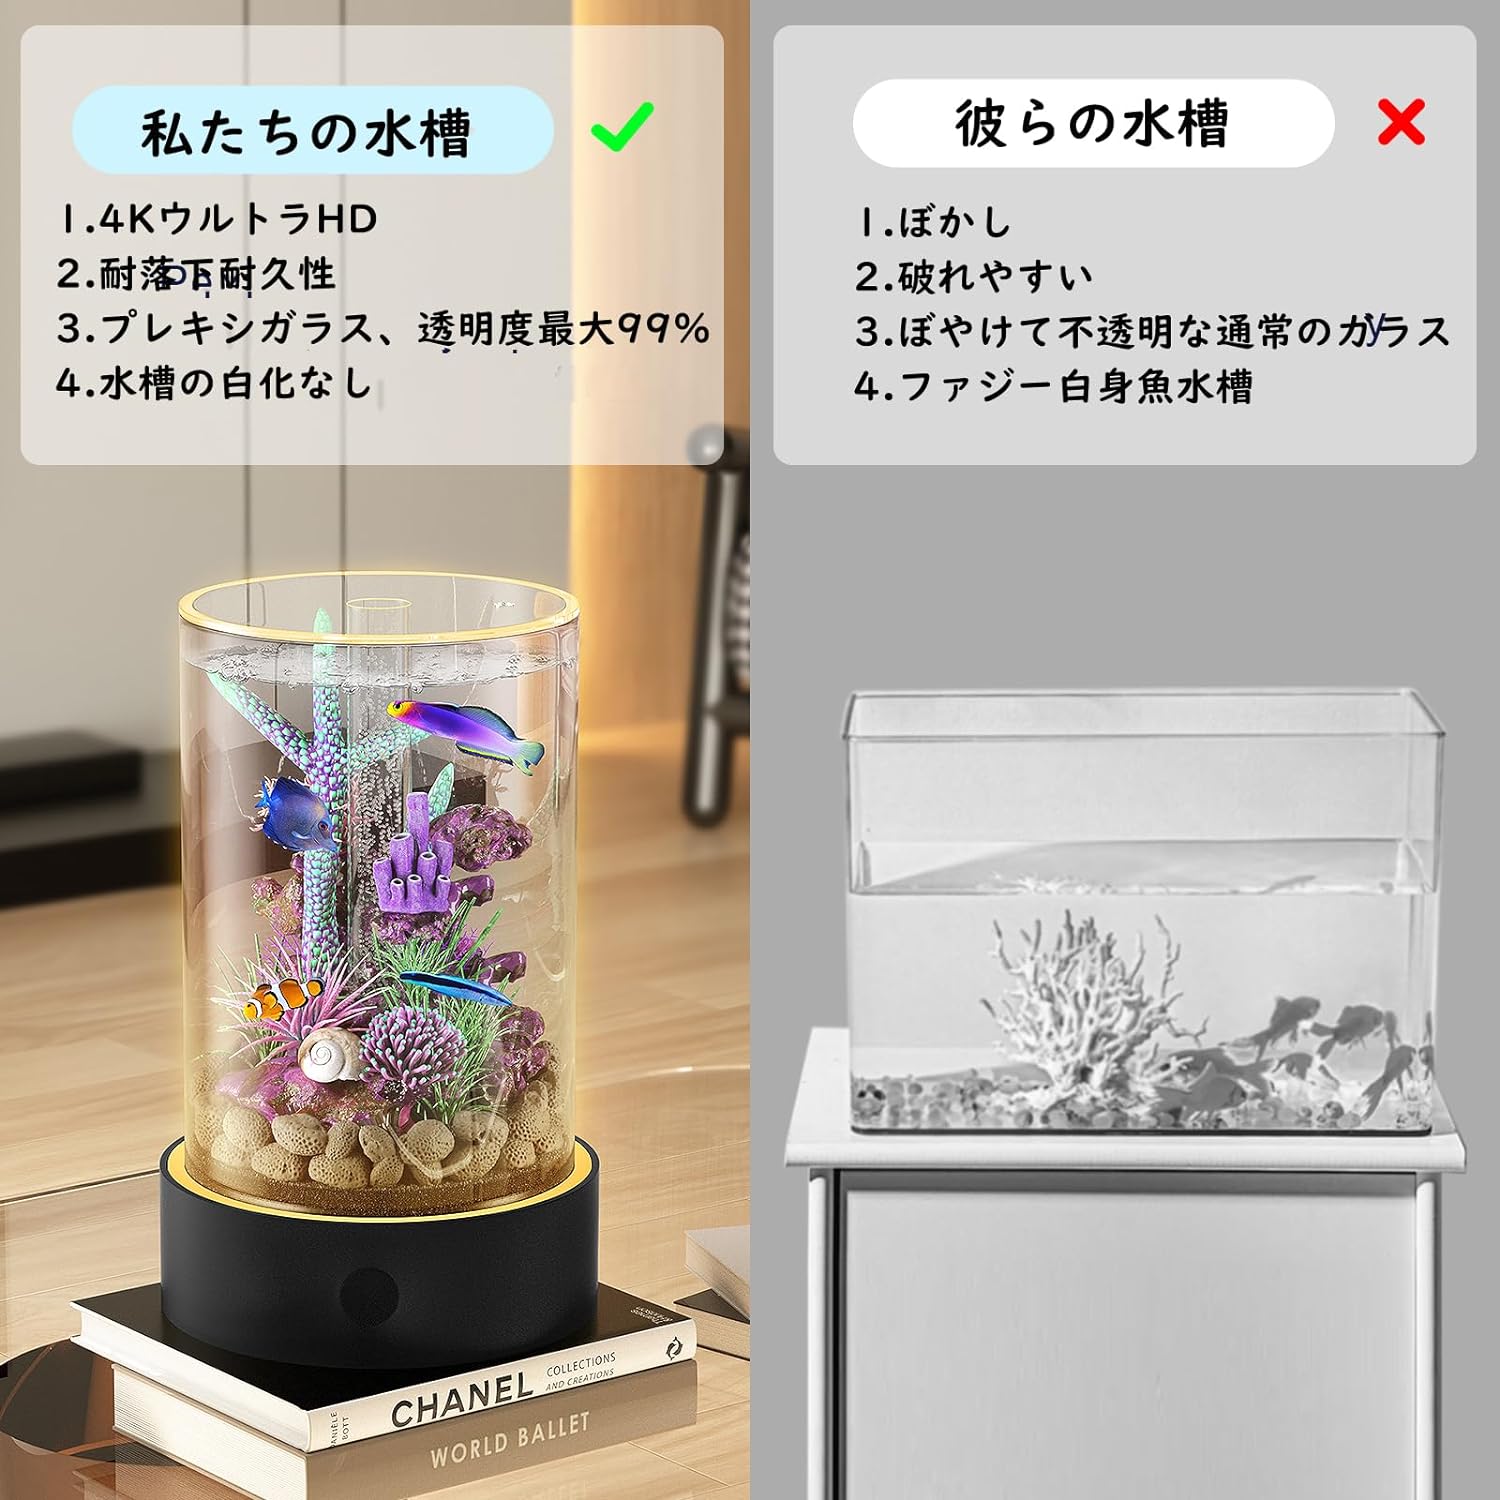 私たちの水槽
1.4KウルトラHD
2.耐落下耐久性
3.プレキシガラス、透明度最大99%
4.水槽の白化なし
彼らの水槽
1.ぼかし
2.破れやすい
3.ぼやけて不透明な通常のガラス
4.ファジー白身魚水槽
CHANEL
COLLECTIONS
AND CREATIONS
DANIÈLE
BOTT
WORLD BALLET